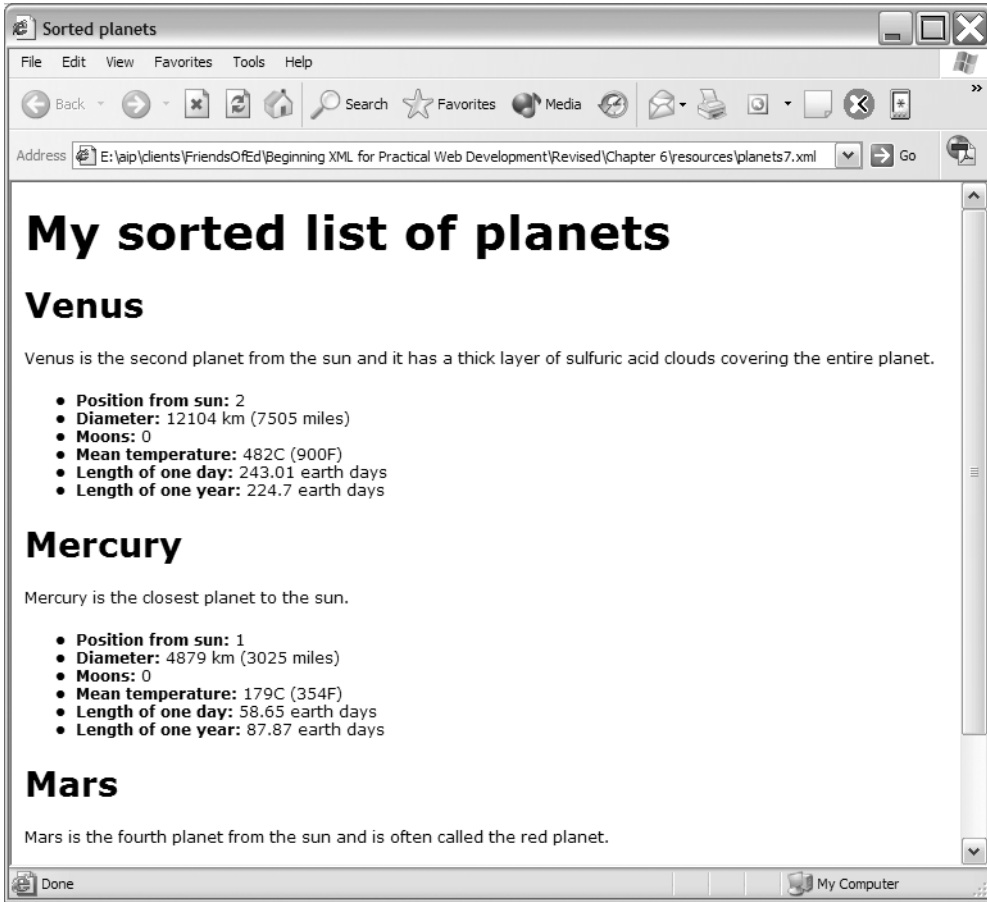 Sorted planets
File Edit View Favorites Tools Help
Back Search Favorites Media »
Address E:\aip\clients\FriendsOfEd\Beginning XML for Practical Web Development\Revised\Chapter 6\resources\planets7.xml Go
My sorted list of planets
Venus
Venus is the second planet from the sun and it has a thick layer of sulfuric acid clouds covering the entire planet.
• Position from sun: 2
• Diameter: 12104 km (7505 miles)
• Moons: 0
• Mean temperature: 482C (900F)
• Length of one day: 243.01 earth days
• Length of one year: 224.7 earth days
Mercury
Mercury is the closest planet to the sun.
• Position from sun: 1
• Diameter: 4879 km (3025 miles)
• Moons: 0
• Mean temperature: 179C (354F)
• Length of one day: 58.65 earth days
• Length of one year: 87.87 earth days
Mars
Mars is the fourth planet from the sun and is often called the red planet.
Done My Computer